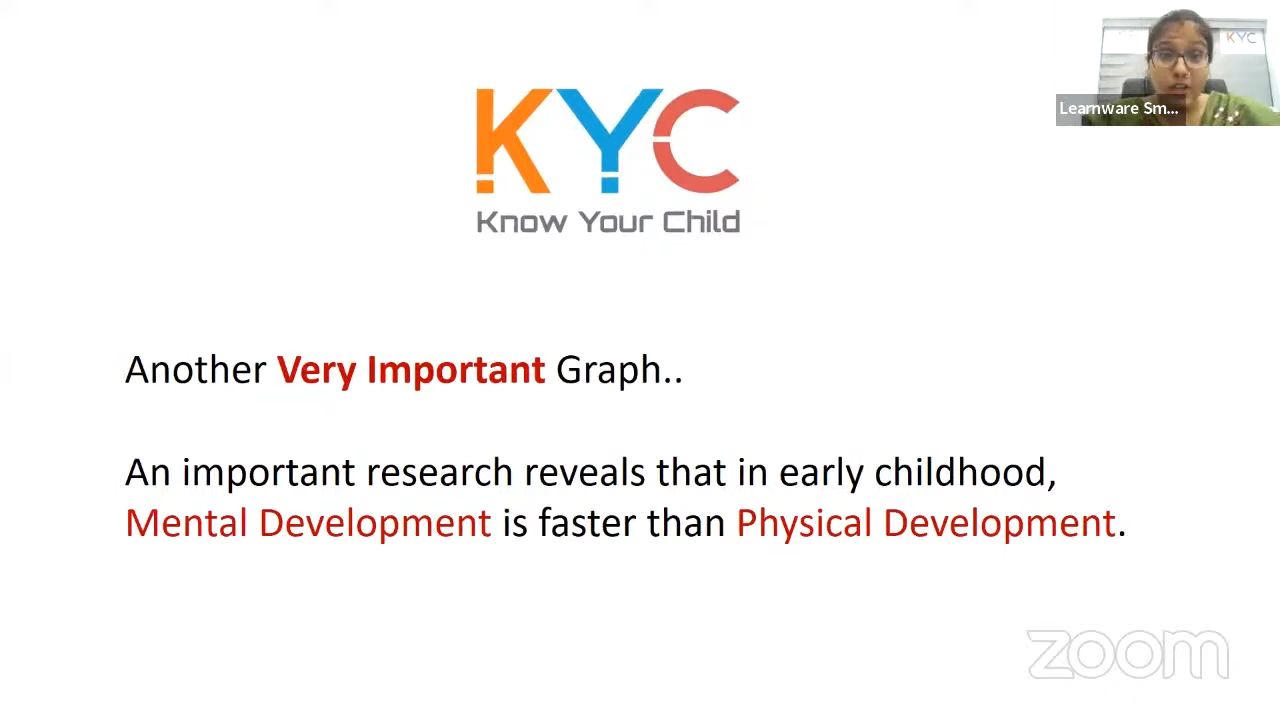 KYC
Learnware Sm...
KYC
Know Your Child
Another Very Important Graph..
An important research reveals that in early childhood,
Mental Development is faster than Physical Development.
zoom